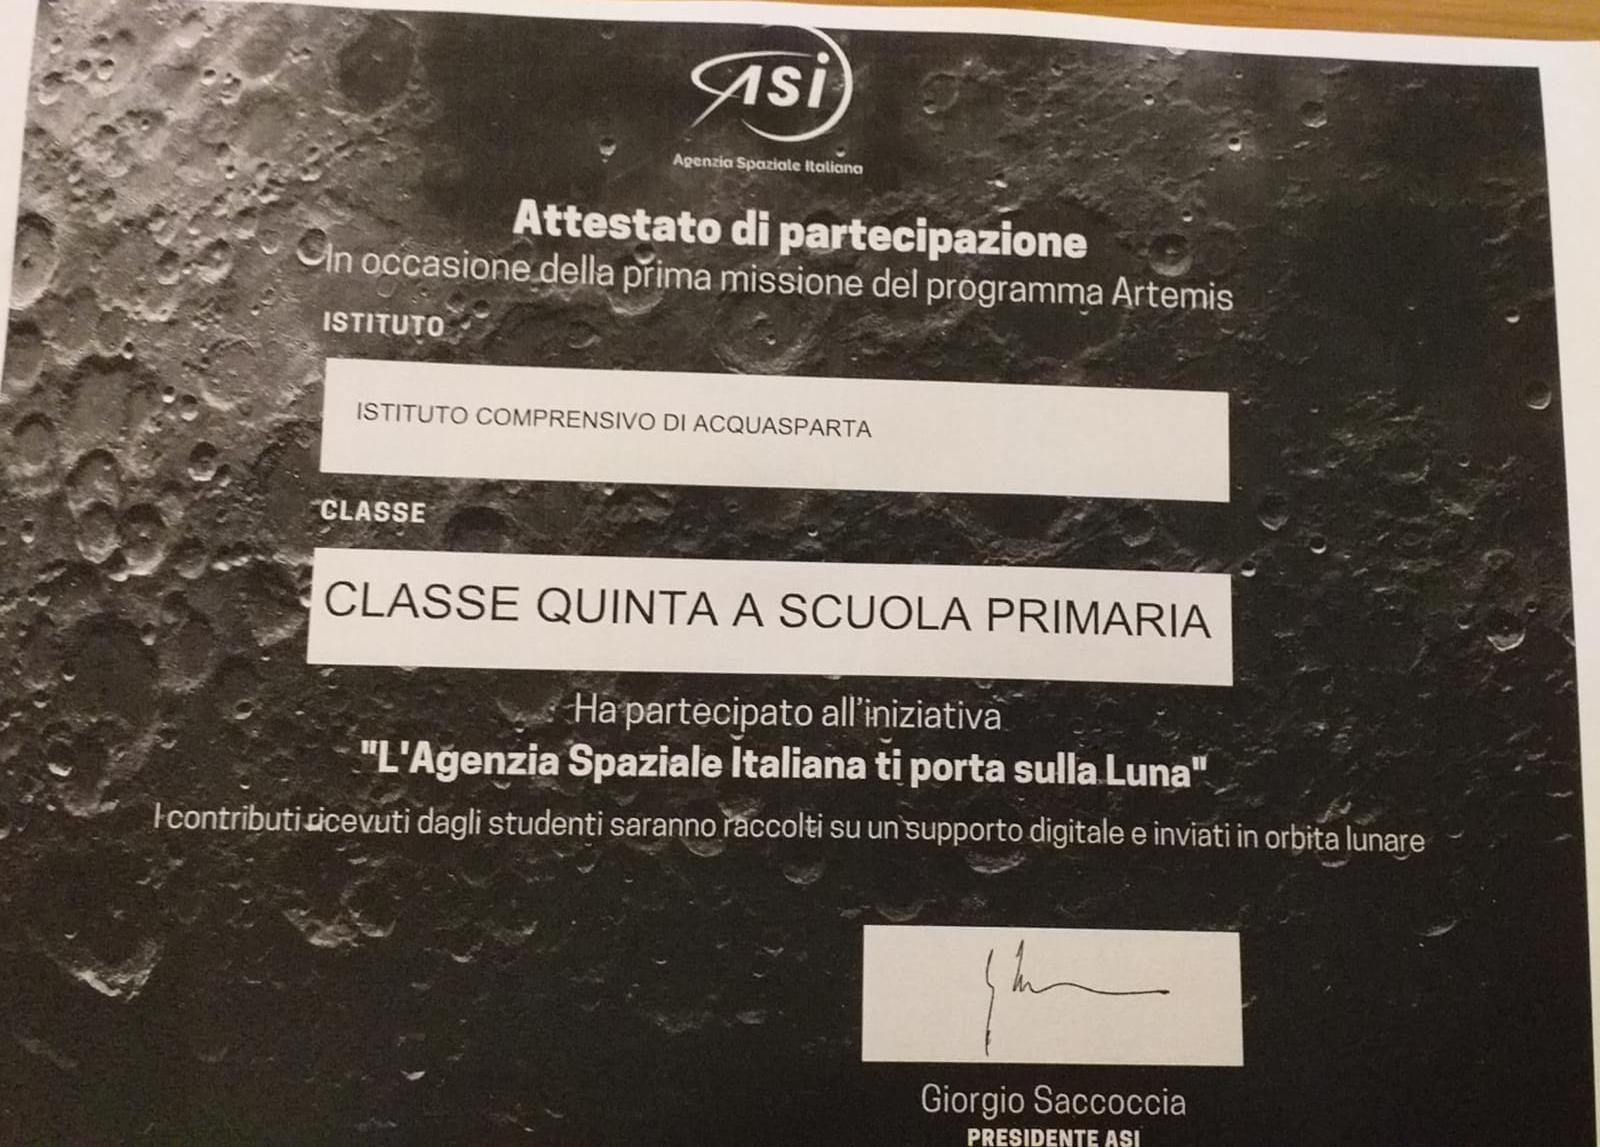 asi
Agenzia Spaziale Italiana
Attestato di partecipazione
In occasione della prima missione del programma Artemis
ISTITUTO
ISTITUTO COMPRENSIVO DI ACQUASPARTA
CLASSE
CLASSE QUINTA A SCUOLA PRIMARIA
Ha partecipato all'iniziativa
"L'Agenzia Spaziale Italiana ti porta sulla Luna"
I contributi ricevuti dagli studenti saranno raccolti su un supporto digitale e inviati in orbita lunare
Giorgio Saccoccia
PRESIDENTE ASI